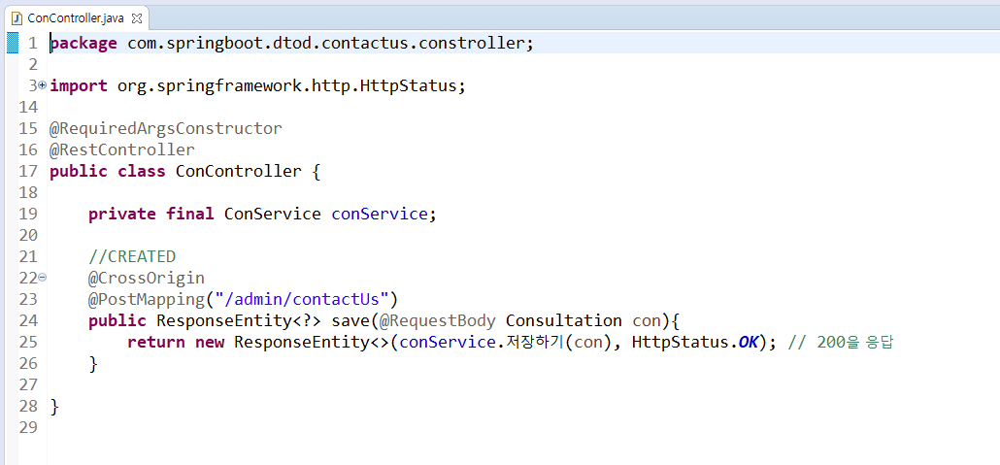 ConController.java
1 package com.springboot.dtod.contactus.constroller;
2
3 import org.springframework.http.HttpStatus;
14
15 @RequiredArgsConstructor
16 @RestController
17 public class ConController {
18
19 private final ConService conService;
20
21 //CREATED
22 @CrossOrigin
23 @PostMapping("/admin/contactUs")
24 public ResponseEntity<?> save(@RequestBody Consultation con){
25 return new ResponseEntity<>(conService.저장하기(con), HttpStatus.OK); // 200을 응답
26 }
27
28 }
29